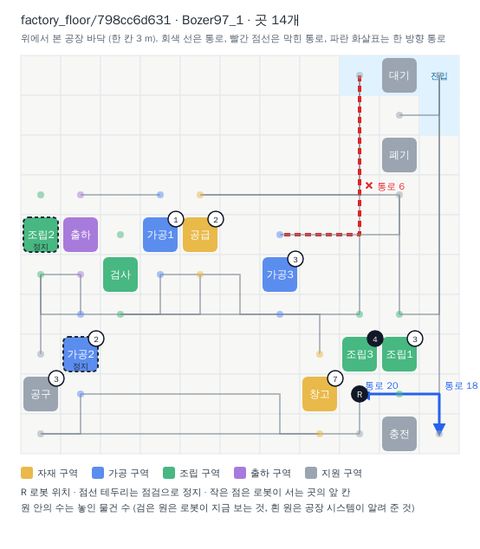 factory_floor/798cc6d631 · Bozer97_1 · 곳 14개
위에서 본 공장 바닥 (한 칸 3 m). 회색 선은 통로, 빨간 점선은 막힌 통로, 파란 화살표는 한 방향 통로
대기
전립
폐기
✕ 통로 6
1
2
조립2
정지
출하
가공1
공급
3
검사
가공3
2
4
3
가공2
정지
조립3
조립1
3
7
통로 20
통로 18
공구
창고
R
충전
자재 구역
가공 구역
조립 구역
출하 구역
지원 구역
R 로봇 위치 · 점선 테두리는 점검으로 정지 · 작은 점은 로봇이 서는 곳의 앞 칸
원 안의 수는 놓인 물건 수 (검은 원은 로봇이 지금 보는 것, 흰 원은 공장 시스템이 알려 준 것)